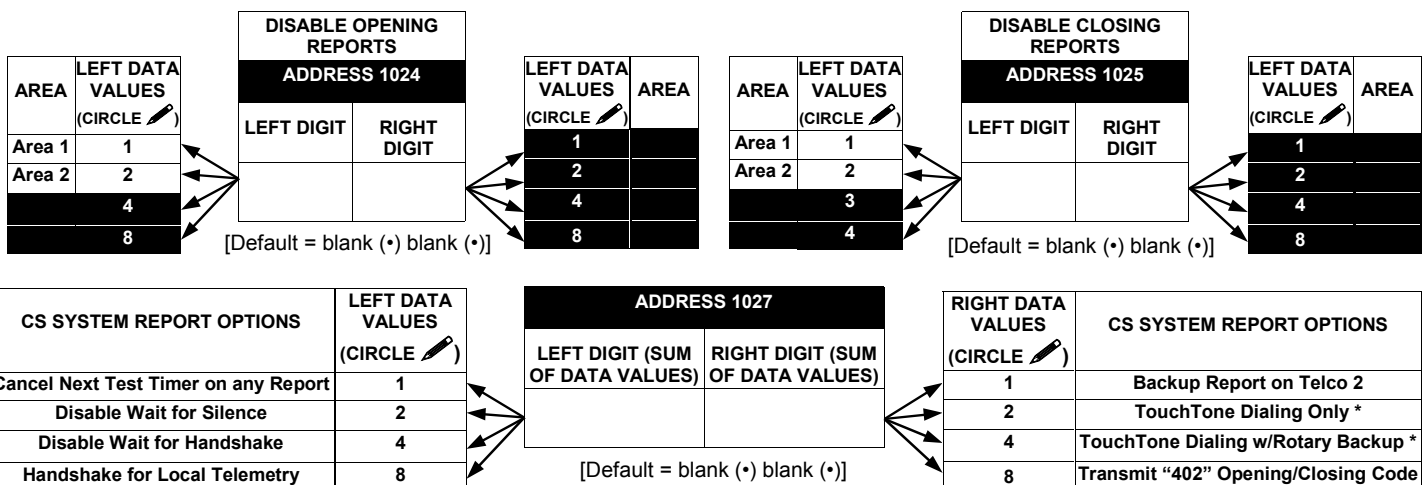 DISABLE OPENING
REPORTS
ADDRESS 1024
LEFT DIGIT
RIGHT
DIGIT
AREA
LEFT DATA
VALUES
(CIRCLE )
Area 1 1
Area 2 2
4
8
[Default = blank (•) blank (•)]
LEFT DATA
VALUES
(CIRCLE )
AREA
1
2
4
8
DISABLE CLOSING
REPORTS
ADDRESS 1025
LEFT DIGIT
RIGHT
DIGIT
AREA
LEFT DATA
VALUES
(CIRCLE )
Area 1 1
Area 2 2
3
4
[Default = blank (•) blank (•)]
LEFT DATA
VALUES
(CIRCLE )
AREA
1
2
4
8
CS SYSTEM REPORT OPTIONS
LEFT DATA
VALUES
(CIRCLE )
Cancel Next Test Timer on any Report 1
Disable Wait for Silence 2
Disable Wait for Handshake 4
Handshake for Local Telemetry 8
ADDRESS 1027
LEFT DIGIT (SUM
OF DATA VALUES)
RIGHT DIGIT (SUM
OF DATA VALUES)
[Default = blank (•) blank (•)]
RIGHT DATA
VALUES
(CIRCLE )
CS SYSTEM REPORT OPTIONS
1 Backup Report on Telco 2
2 TouchTone Dialing Only *
4 TouchTone Dialing w/Rotary Backup *
8 Transmit “402” Opening/Closing Code